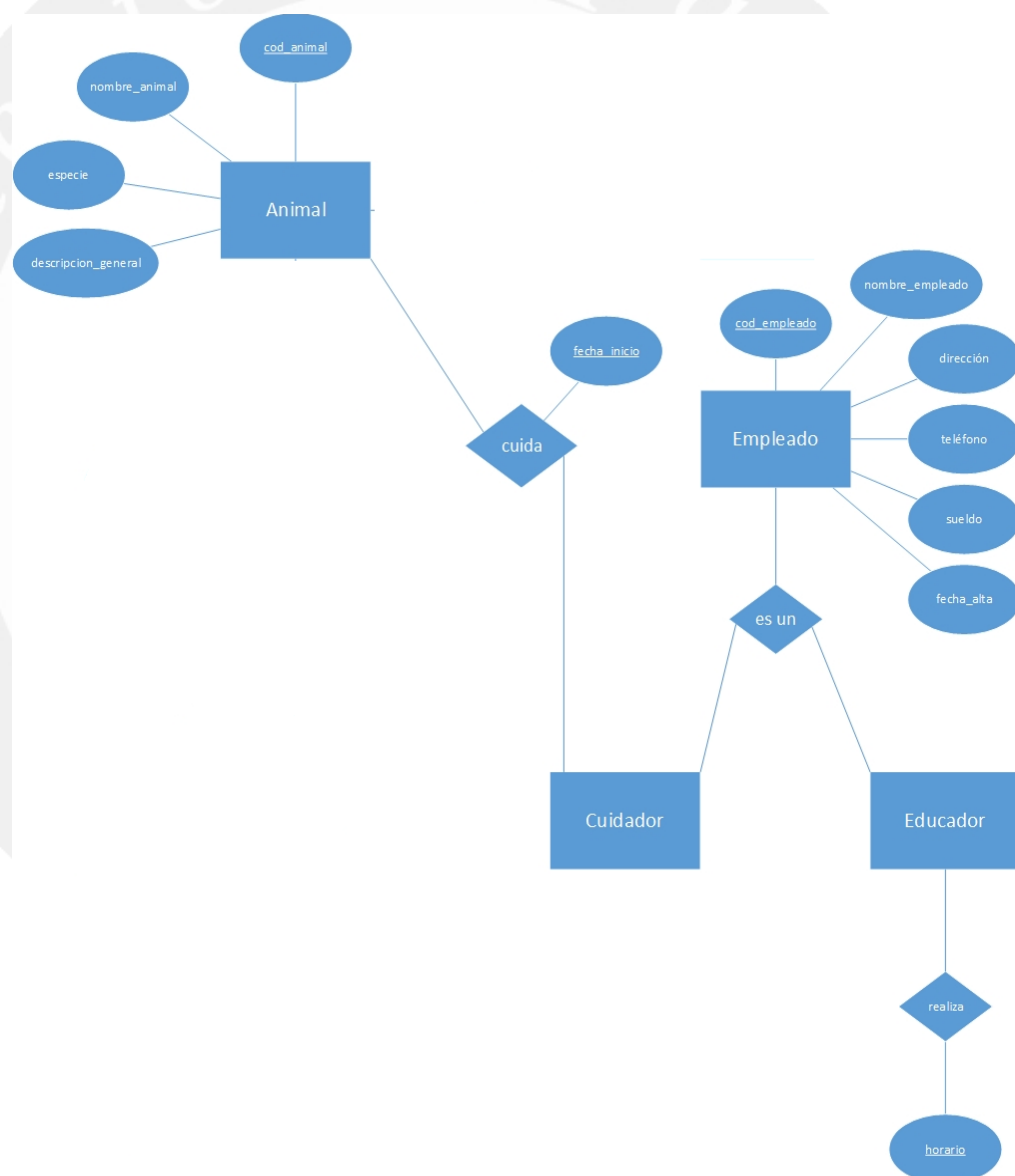 cod_animal
nombre_animal
especie
Animal
descripcion_general
nombre_empleado
cod_empleado
fecha_inicio
dirección
Empleado
cuida
teléfono
sueldo
fecha_alta
es un
Cuidador
Educador
realiza
horario